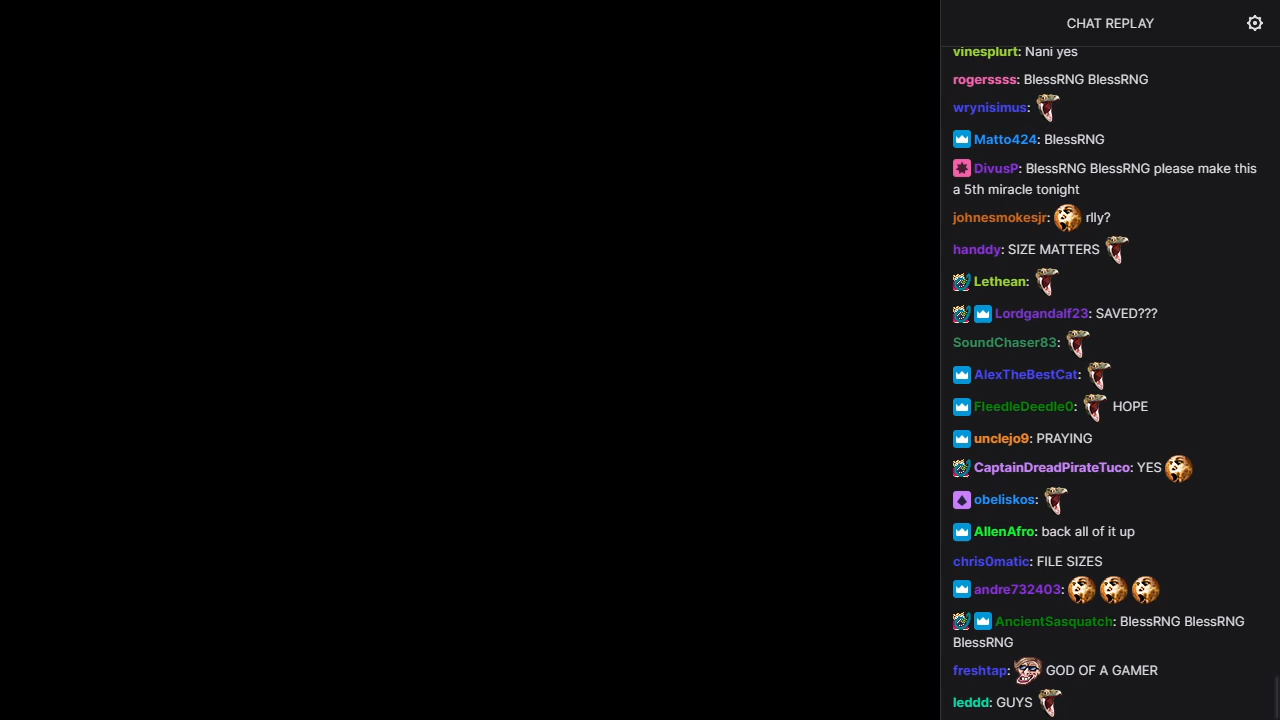 CHAT REPLAY
vinesplurt: Nani yes
rogerssss: BlessRNG BlessRNG
wrynisimus:
Matto424: BlessRNG
DivusP: BlessRNG BlessRNG please make this
a 5th miracle tonight
johnesmokesjr: rlly?
handdy: SIZE MATTERS
Lethean:
Lordgandalf23: SAVED???
SoundChaser83:
AlexTheBestCat:
FleedleDeedle0: HOPE
unclejo9: PRAYING
CaptainDreadPirateTuco: YES
obeliskos:
AllenAfro: back all of it up
chris0matic: FILE SIZES
andre732403:
AncientSasquatch: BlessRNG BlessRNG
BlessRNG
freshtap: GOD OF A GAMER
leddd: GUYS